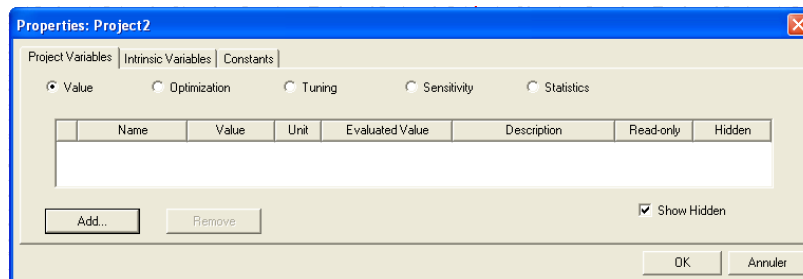 Properties: Project2
Project Variables Intrinsic Variables Constants
Value Optimization Tuning Sensitivity Statistics
Name Value Unit Evaluated Value Description Read-only Hidden
Add... Remove Show Hidden
OK Annuler